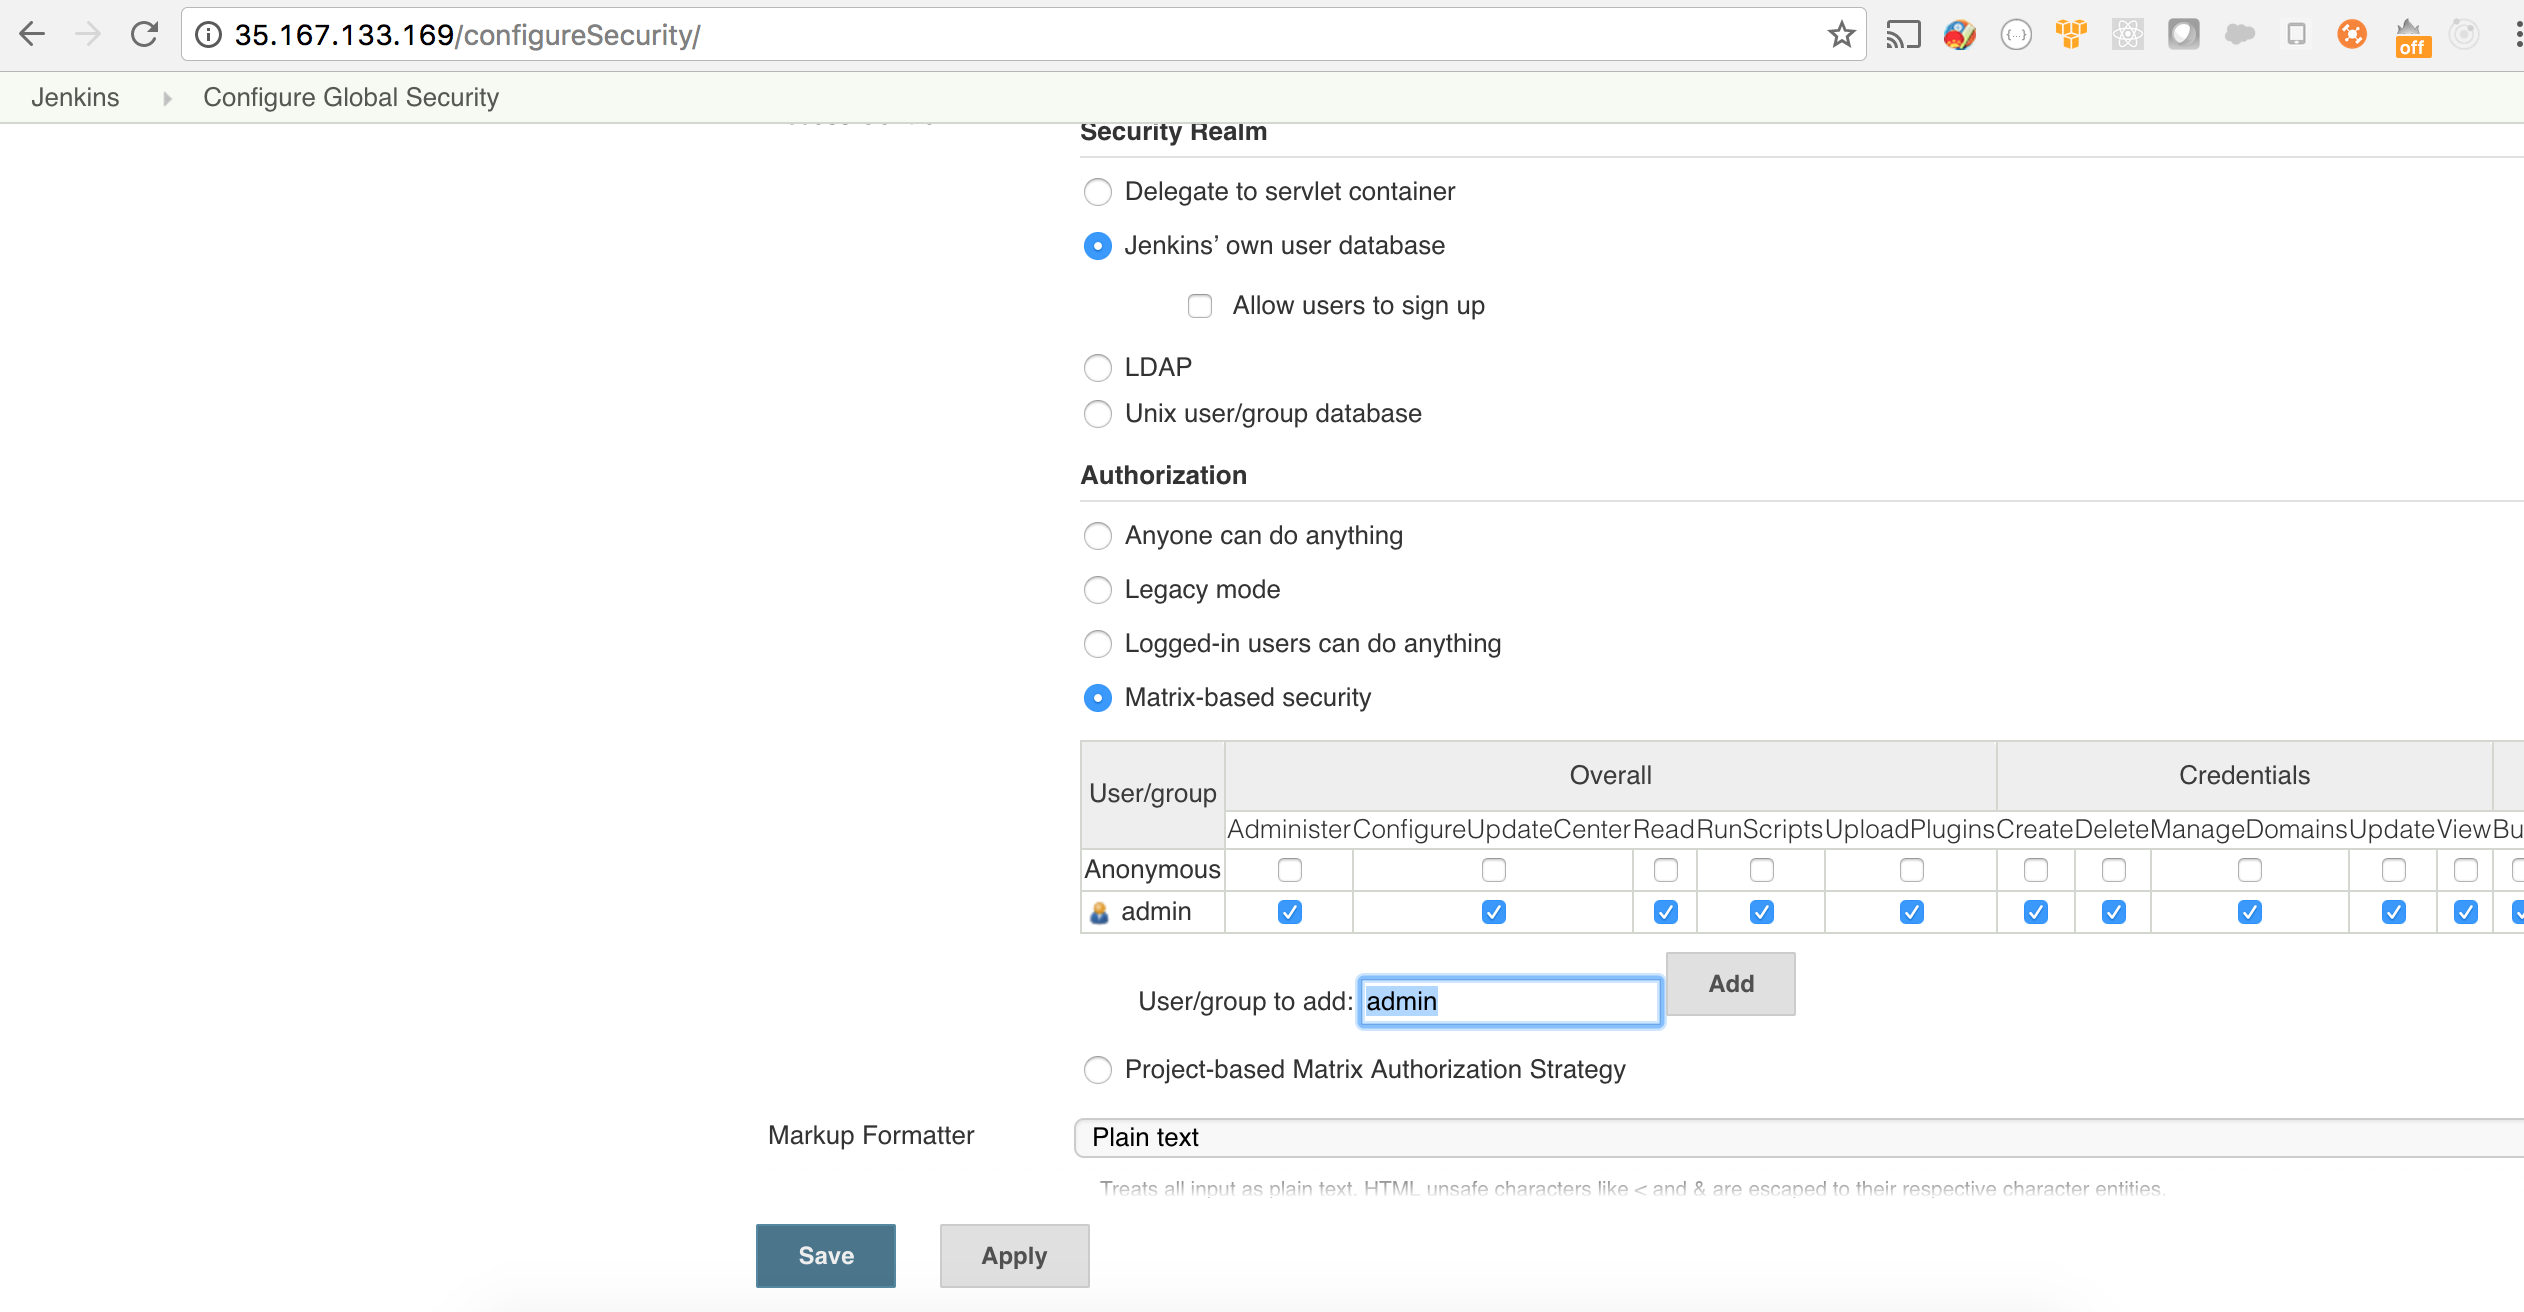 35.167.133.169/configureSecurity/
off
Jenkins Configure Global Security
Security Realm
Delegate to servlet container
Jenkins’ own user database
Allow users to sign up
LDAP
Unix user/group database
Authorization
Anyone can do anything
Legacy mode
Logged-in users can do anything
Matrix-based security
User/group Overall Credentials
Administer ConfigureUpdateCenter Read RunScripts UploadPlugins Create Delete ManageDomains Update View Bu
Anonymous
admin
User/group to add: admin Add
Project-based Matrix Authorization Strategy
Markup Formatter Plain text
Treats all input as plain text. HTML unsafe characters like < and & are escaped to their respective character entities.
Save Apply